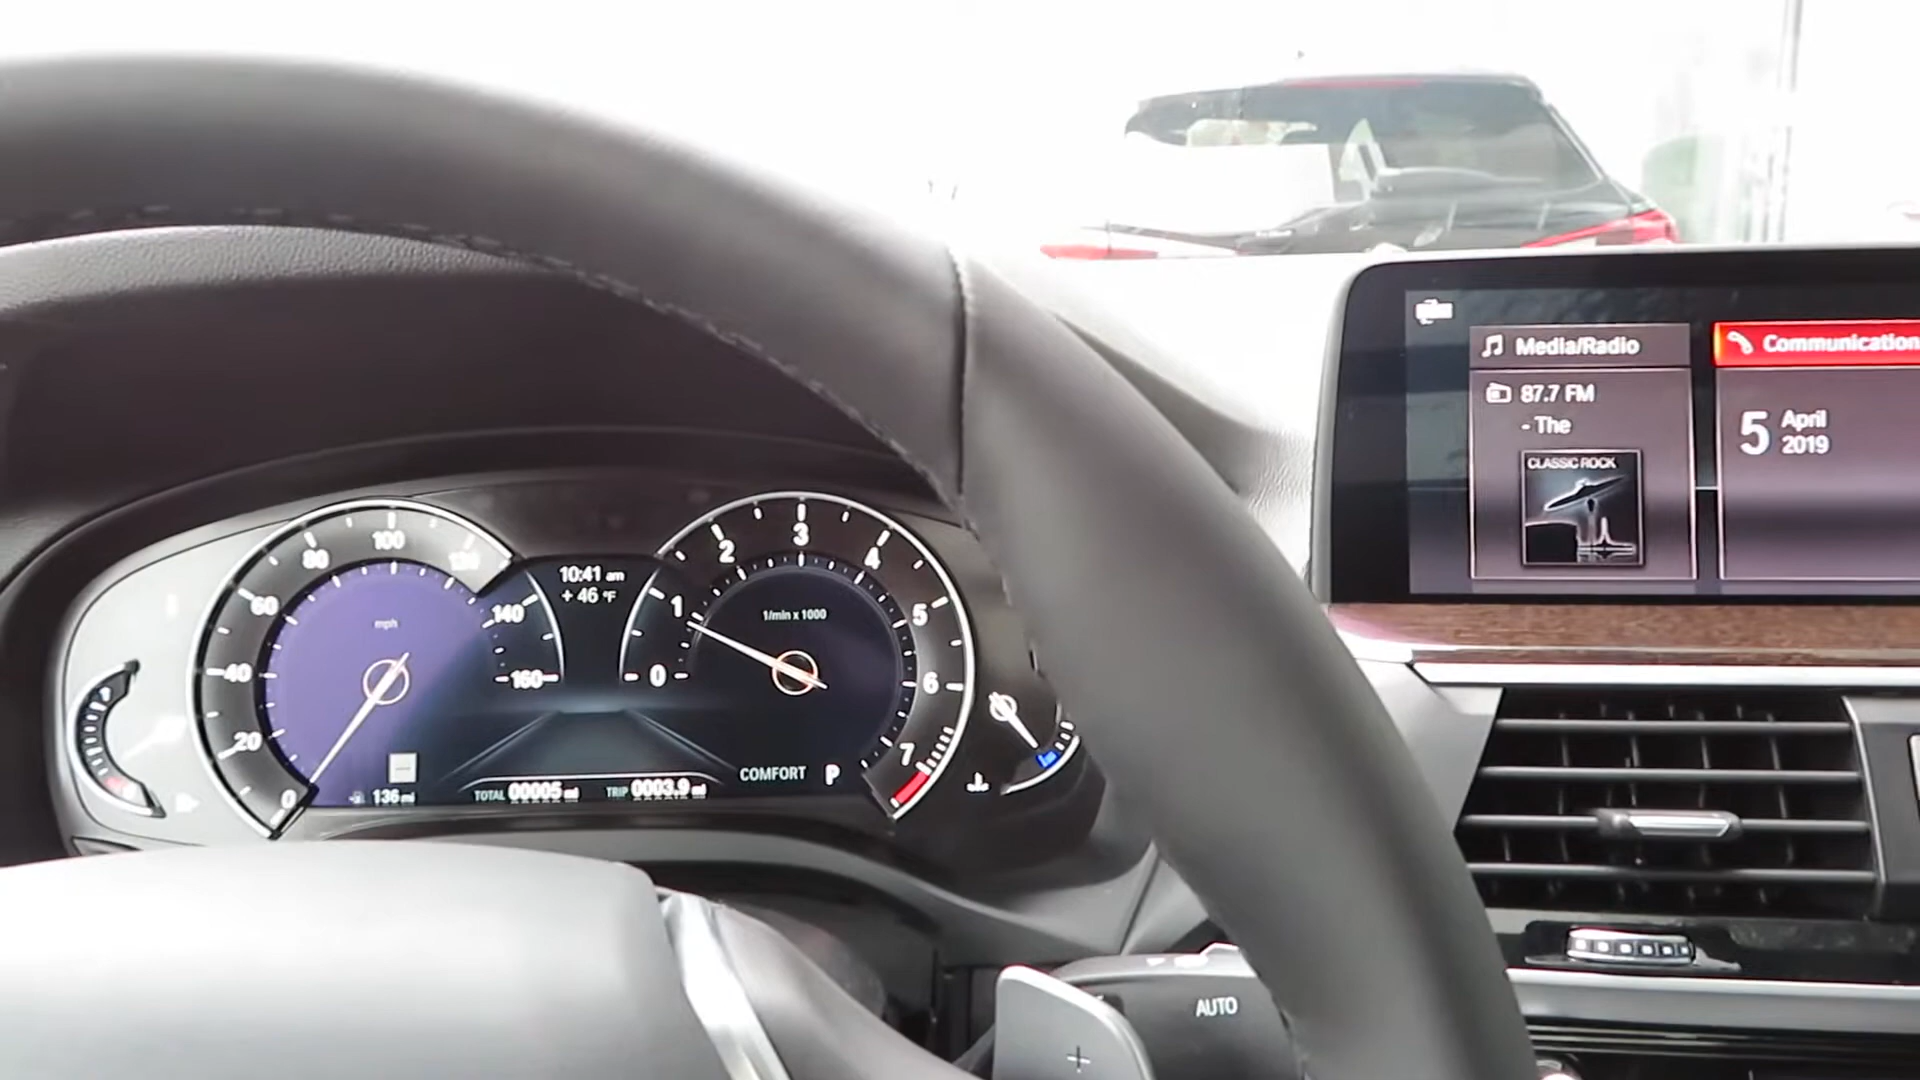 Media/Radio
87.7 FM
- The
CLASSIC ROCK
Communication
5
April
2019
0
20
40
60
80
100
120
140
160
mph
136 mi
10:41 am
+ 46 °F
TOTAL 00005 mi
TRIP 0003.9 mi
0
1
2
3
4
5
6
7
1/min x 1000
COMFORT P
AUTO
+